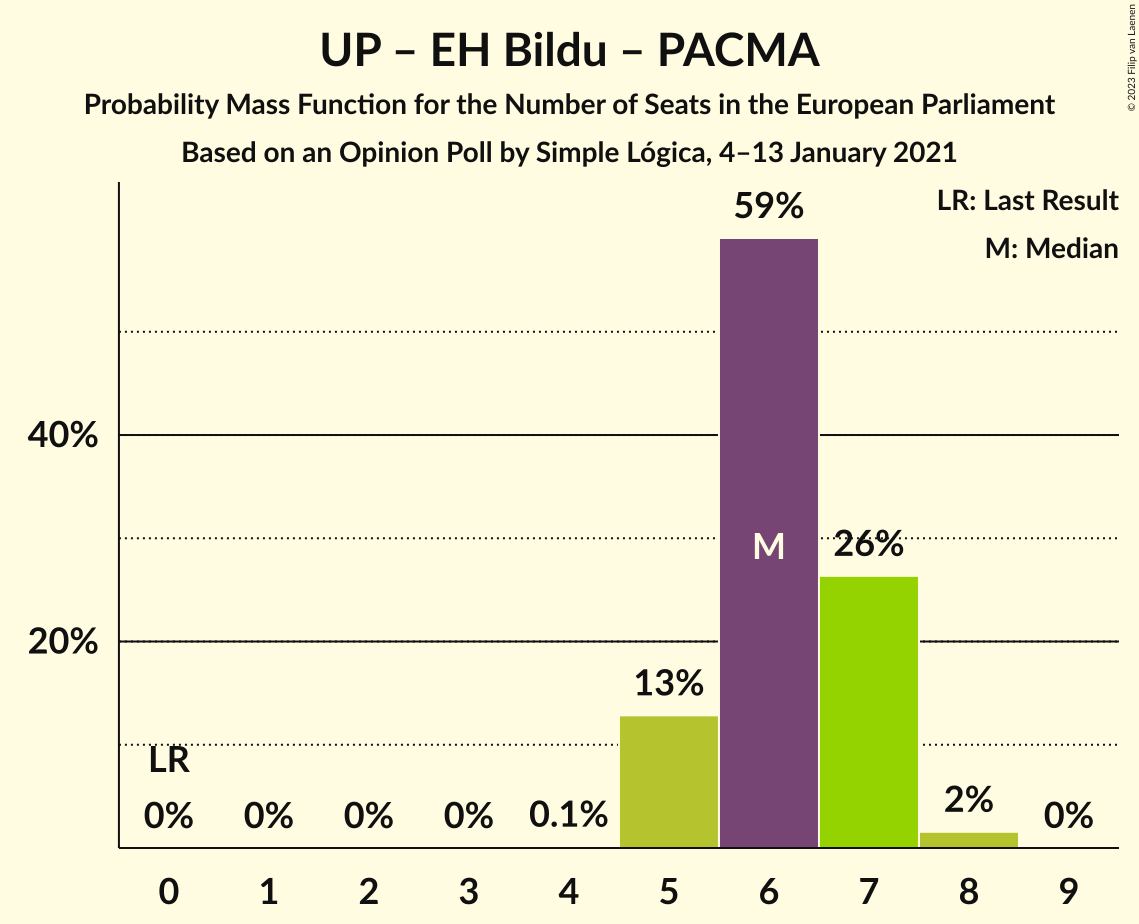 UP – EH Bildu – PACMA
Probability Mass Function for the Number of Seats in the European Parliament
Based on an Opinion Poll by Simple Lógica, 4–13 January 2021
© 2023 Filip van Laenen
LR: Last Result
M: Median
59%
40%
M
26%
20%
13%
LR
0% 0% 0% 0% 0.1% 2% 0%
0 1 2 3 4 5 6 7 8 9